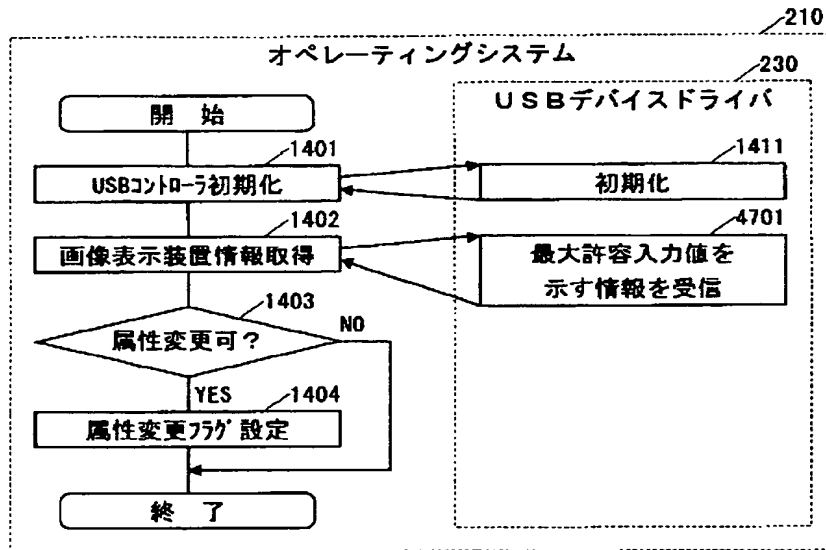 210
オペレーティングシステム
230
USBデバイスドライバ
開 始
1401
USBコントローラ初期化
1411
初期化
1402
画像表示装置情報取得
4701
最大許容入力値を
示す情報を受信
1403
属性変更可?
NO
YES
1404
属性変更フラグ設定
終 了